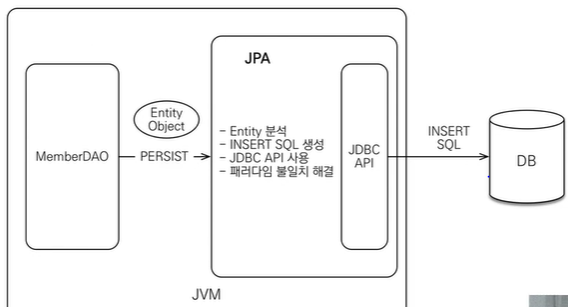 JPA
Entity
Object
MemberDAO
PERSIST
- Entity 분석
- INSERT SQL 생성
- JDBC API 사용
- 패러다임 불일치 해결
JDBC
API
INSERT
SQL
DB
JVM